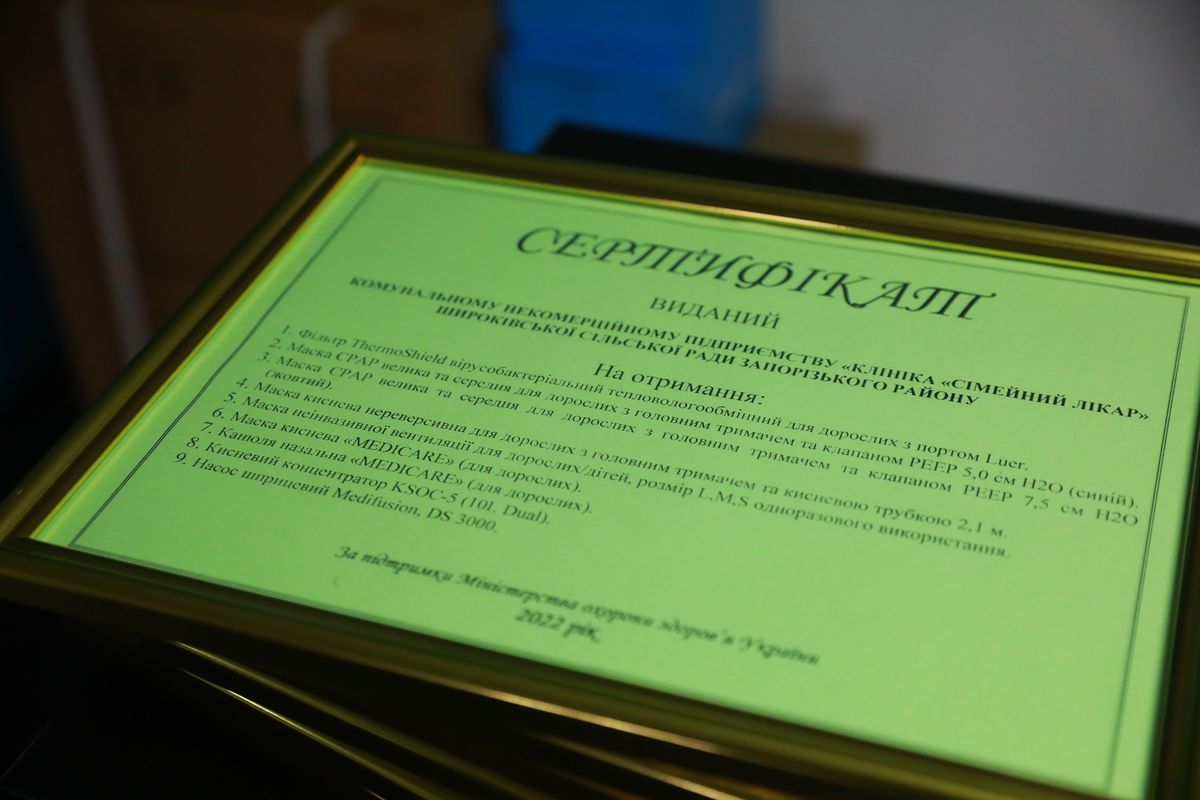 СЕРТИФІКАТ
ВИДАНИЙ
КОМУНАЛЬНОМУ НЕКОМЕРЦІЙНОМУ ПІДПРИЄМСТВУ «КЛІНІКА «СІМЕЙНИЙ ЛІКАР»
ШИРОКІВСЬКОЇ СІЛЬСЬКОЇ РАДИ ЗАПОРІЗЬКОГО РАЙОНУ
На отримання:
1. Фільтр ThermoShield вірусобактеріальний тепловологообмінний для дорослих з портом Luer.
2. Маска CPAP велика та середня для дорослих з головним тримачем та клапаном PEEP 5,0 см H2O (синій).
3. Маска CPAP велика та середня для дорослих з головним тримачем та клапаном PEEP 7,5 см H2O
(жовтий).
4. Маска киснева нереверсивна для дорослих з головним тримачем та кисневою трубкою 2,1 м.
5. Маска неінвазивної вентиляції для дорослих/дітей, розмір L,M,S одноразового використання.
6. Маска киснева «MEDICARE» (для дорослих).
7. Канюля назальна «MEDICARE» (для дорослих).
8. Кисневий концентратор KSOC-5 (10L Dual).
9. Насос шприцевий Medifusion, DS 3000.
За підтримки Міністерства охорони здоров'я України
2022 рік